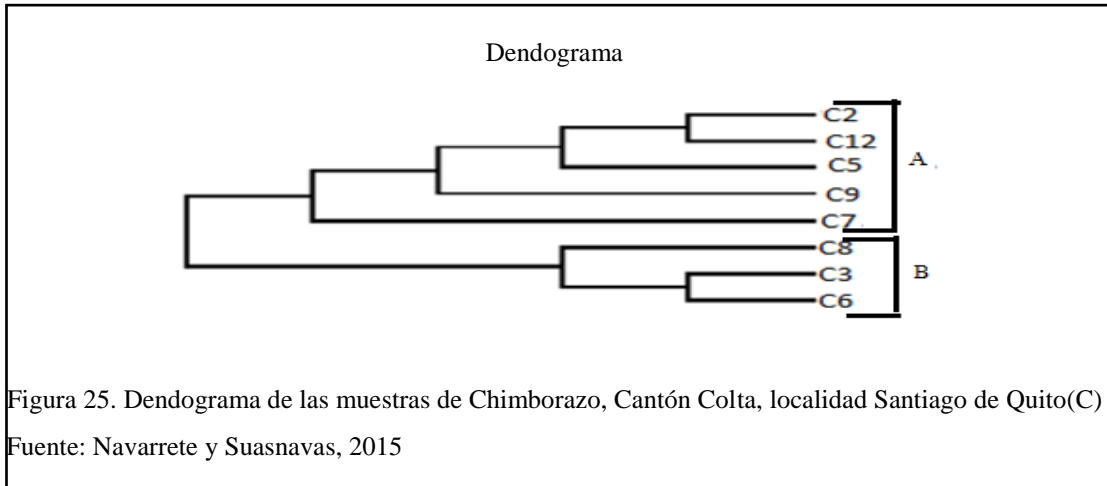 Dendograma
C2
C12
A
C5
C9
C7
C8
C3
B
C6
Figura 25. Dendograma de las muestras de Chimborazo, Cantón Colta, localidad Santiago de Quito(C)
Fuente: Navarrete y Suasnavas, 2015